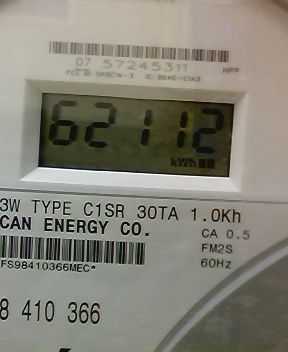 07 57245311
HPP
62112
kWh
3W TYPE C1SR 30TA 1.0Kh
CAN ENERGY CO.
CA 0.5
FM2S
60Hz
FS98410366MEC*
8 410 366